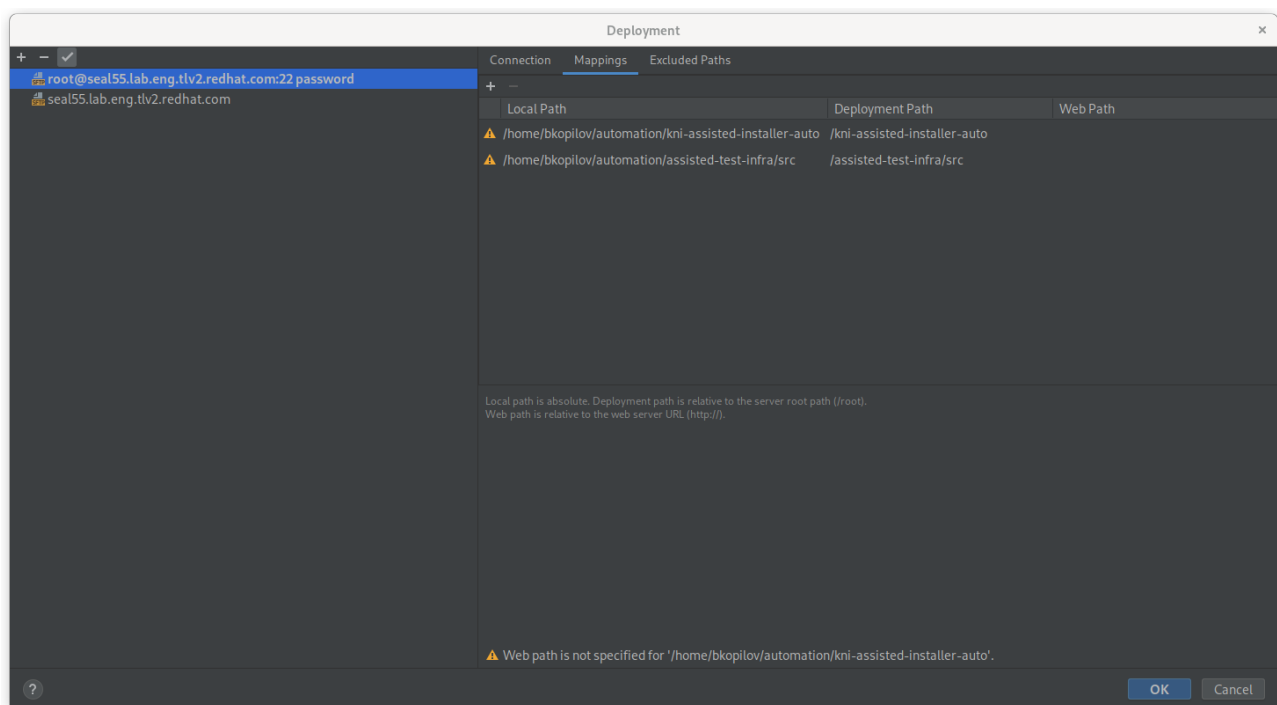 Deployment
root@seal55.lab.eng.tlv2.redhat.com:22 password
seal55.lab.eng.tlv2.redhat.com
Connection Mappings Excluded Paths
Local Path Deployment Path Web Path
/home/bkopilov/automation/kni-assisted-installer-auto /kni-assisted-installer-auto
/home/bkopilov/automation/assisted-test-infra/src /assisted-test-infra/src
Local path is absolute. Deployment path is relative to the server root path (/root).
Web path is relative to the web server URL (http://).
Web path is not specified for '/home/bkopilov/automation/kni-assisted-installer-auto'.
? OK Cancel